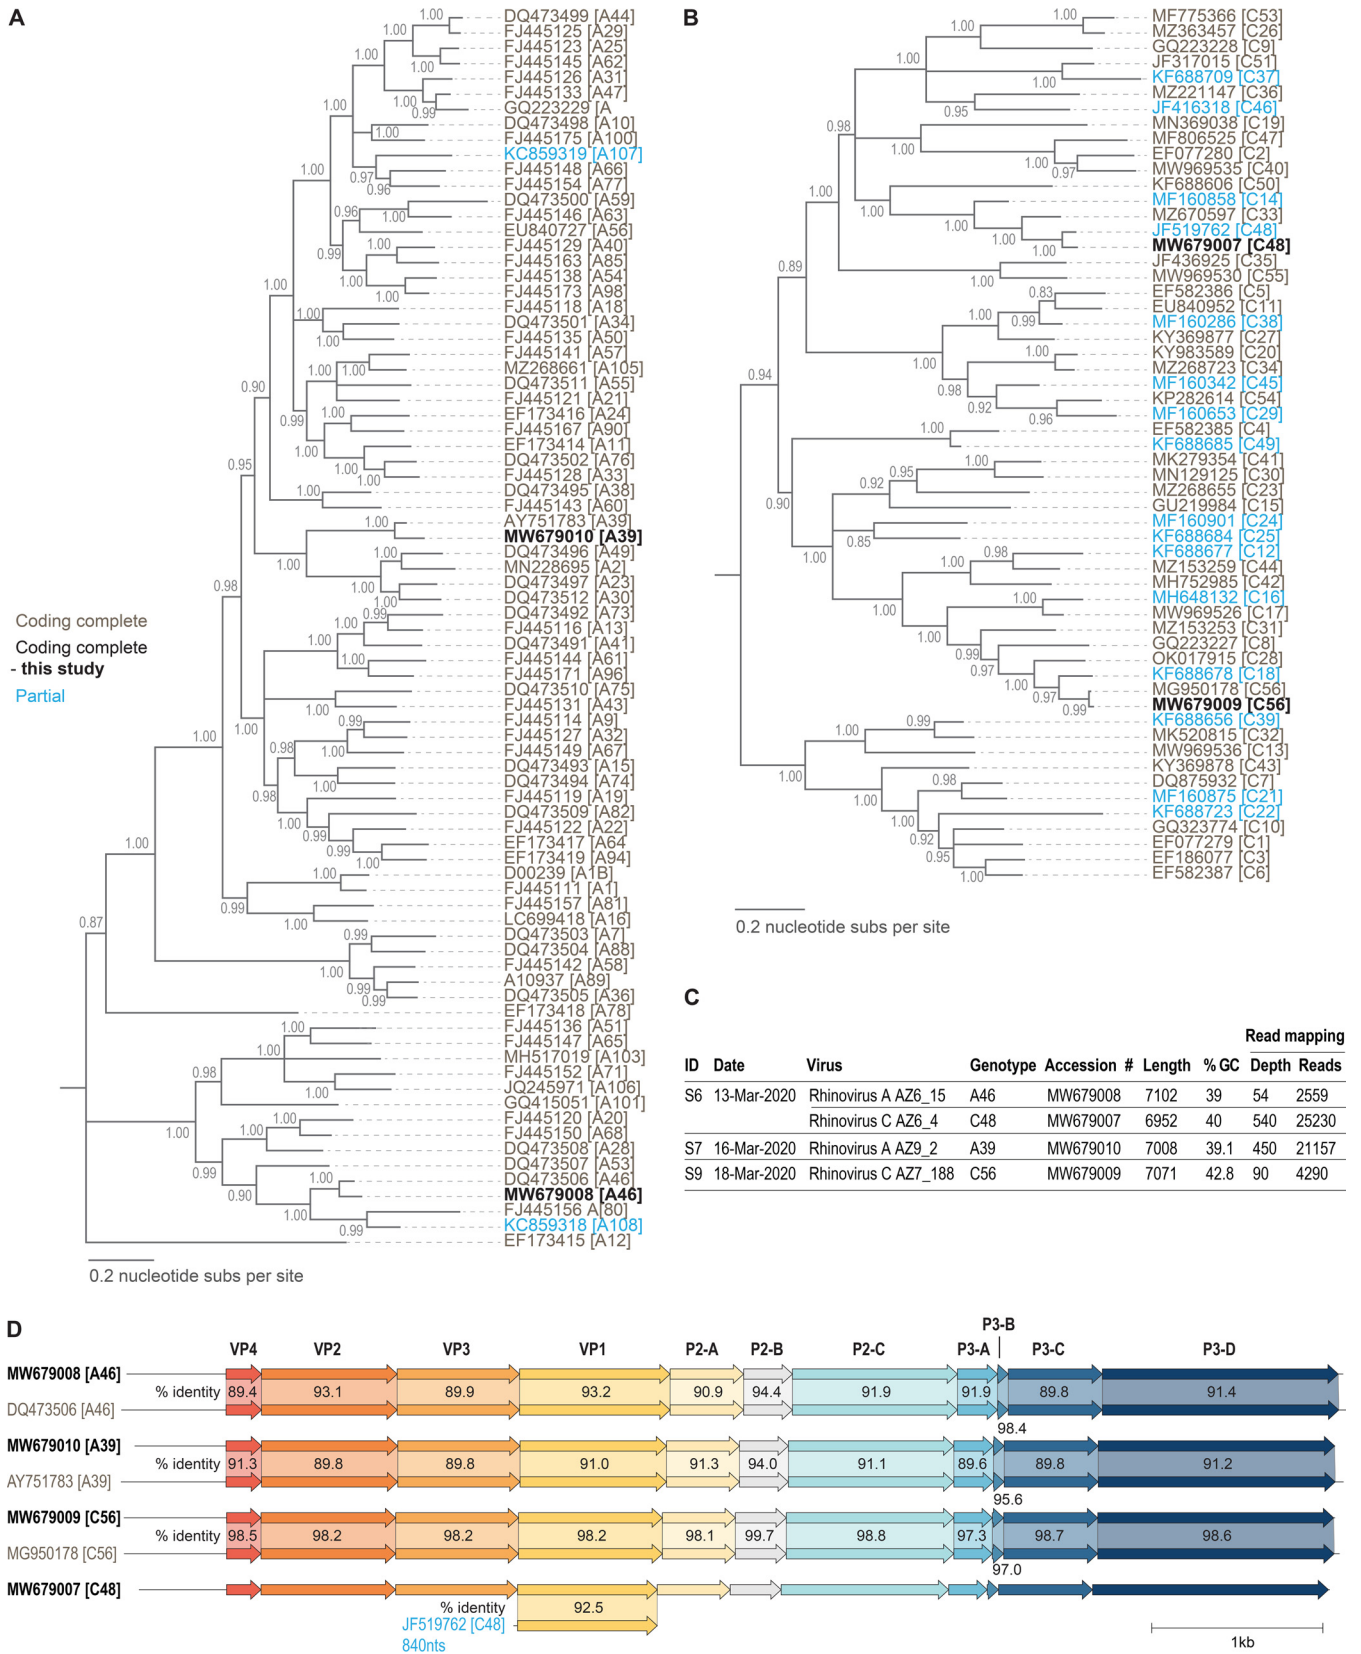 A
DQ473499 [A44]
FJ445125 [A29]
FJ445123 [A25]
FJ445145 [A62]
FJ445126 [A31]
FJ445133 [A47]
GQ223229 [A
DQ473498 [A10]
FJ445175 [A100]
KC859319 [A107]
FJ445148 [A66]
FJ445154 [A77]
DQ473500 [A59]
FJ445146 [A63]
EU840727 [A56]
FJ445129 [A40]
FJ445163 [A85]
FJ445138 [A54]
FJ445173 [A98]
FJ445118 [A18]
DQ473501 [A34]
FJ445135 [A50]
FJ445141 [A57]
MZ268661 [A105]
DQ473511 [A55]
FJ445121 [A21]
EF173416 [A24]
FJ445167 [A90]
EF173414 [A11]
DQ473502 [A76]
FJ445128 [A33]
DQ473495 [A38]
FJ445143 [A60]
AY751783 [A39]
MW679010 [A39]
DQ473496 [A49]
MN228695 [A2]
DQ473497 [A23]
DQ473512 [A30]
DQ473492 [A73]
FJ445116 [A13]
DQ473491 [A41]
FJ445144 [A61]
FJ445171 [A96]
DQ473510 [A75]
FJ445131 [A43]
FJ445114 [A9]
FJ445127 [A32]
FJ445149 [A67]
DQ473493 [A15]
DQ473494 [A74]
FJ445119 [A19]
DQ473509 [A82]
FJ445122 [A22]
EF173417 [A64
EF173419 [A94]
D00239 [A1B]
FJ445111 [A1]
FJ445157 [A81]
LC699418 [A16]
DQ473503 [A7]
DQ473504 [A88]
FJ445142 [A58]
A10937 [A89]
DQ473505 [A36]
EF173418 [A78]
FJ445136 [A51]
FJ445147 [A65]
MH517019 [A103]
FJ445152 [A71]
JQ245971 [A106]
GQ415051 [A101]
FJ445120 [A20]
FJ445150 [A68]
DQ473508 [A28]
DQ473507 [A53]
DQ473506 [A46]
MW679008 [A46]
FJ445156 A[80]
KC859318 [A108]
EF173415 [A12]
Coding complete
Coding complete
- this study
Partial
0.2 nucleotide subs per site
B
MF775366 [C53]
MZ363457 [C26]
GQ223228 [C9]
JF317015 [C51]
KF688709 [C37]
MZ221147 [C36]
JF416318 [C46]
MN369038 [C19]
MF806525 [C47]
EF077280 [C2]
MW969535 [C40]
KF688606 [C50]
MF160858 [C14]
MZ670597 [C33]
JF519762 [C48]
MW679007 [C48]
JF436925 [C35]
MW969530 [C55]
EF582386 [C5]
EU840952 [C11]
MF160286 [C38]
KY369877 [C27]
KY983589 [C20]
MZ268723 [C34]
MF160342 [C45]
KP282614 [C54]
MF160653 [C29]
EF582385 [C4]
KF688685 [C49]
MK279354 [C41]
MN129125 [C30]
MZ268655 [C23]
GU219984 [C15]
MF160901 [C24]
KF688684 [C25]
KF688677 [C12]
MZ153259 [C44]
MH752985 [C42]
MH648132 [C16]
MW969526 [C17]
MZ153253 [C31]
GQ223227 [C8]
OK017915 [C28]
KF688678 [C18]
MG950178 [C56]
MW679009 [C56]
KF688656 [C39]
MK520815 [C32]
MW969536 [C13]
KY369878 [C43]
DQ875932 [C7]
MF160875 [C21]
KF688723 [C22]
GQ323774 [C10]
EF077279 [C1]
EF186077 [C3]
EF582387 [C6]
0.2 nucleotide subs per site
C
Read mapping
ID Date Virus Genotype Accession # Length % GC Depth Reads
S6 13-Mar-2020 Rhinovirus A AZ6_15 A46 MW679008 7102 39 54 2559
Rhinovirus C AZ6_4 C48 MW679007 6952 40 540 25230
S7 16-Mar-2020 Rhinovirus A AZ9_2 A39 MW679010 7008 39.1 450 21157
S9 18-Mar-2020 Rhinovirus C AZ7_188 C56 MW679009 7071 42.8 90 4290
D
P3-B
VP4 VP2 VP3 VP1 P2-A P2-B P2-C P3-A P3-C P3-D
MW679008 [A46]
% identity 89.4 93.1 89.9 93.2 90.9 94.4 91.9 91.9 89.8 91.4
DQ473506 [A46]
98.4
MW679010 [A39]
% identity 91.3 89.8 89.8 91.0 91.3 94.0 91.1 89.6 89.8 91.2
AY751783 [A39]
95.6
MW679009 [C56]
% identity 98.5 98.2 98.2 98.2 98.1 99.7 98.8 97.3 98.7 98.6
MG950178 [C56]
97.0
MW679007 [C48]
% identity 92.5
JF519762 [C48]
840nts
1kb